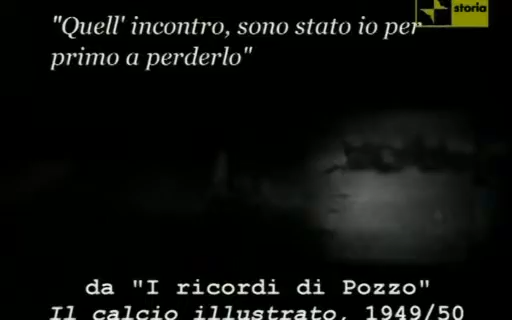 "Quell' incontro, sono stato io per
storia
primo a perderlo"
da "I ricordi di Pozzo"
Il calcio illustrato, 1949/50